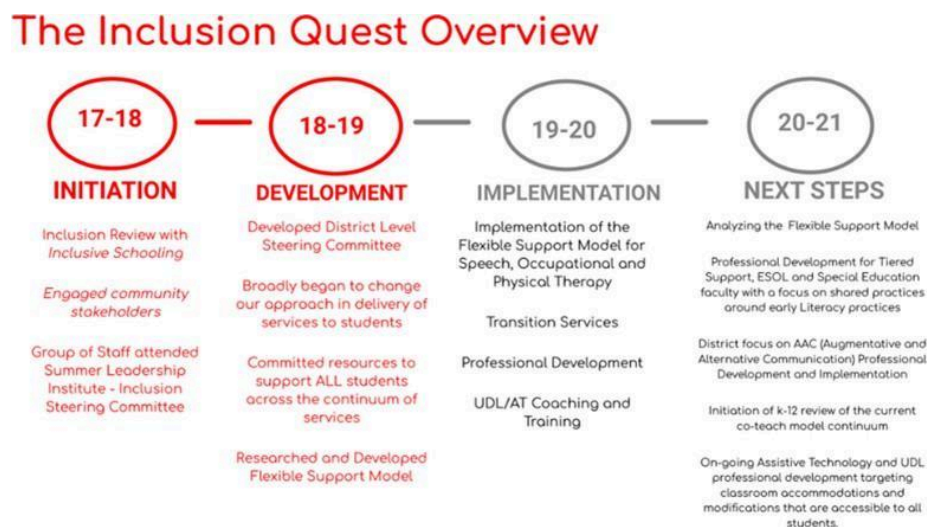 The Inclusion Quest Overview
17-18
INITIATION
Inclusion Review with
Inclusive Schooling
Engaged community
stakeholders
Group of Staff attended
Summer Leadership
Institute - Inclusion
Steering Committee
18-19
DEVELOPMENT
Developed District Level
Steering Committee
Broadly began to change
our approach in delivery of
services to students
Committed resources to
support ALL students
across the continuum of
services
Researched and Developed
Flexible Support Model
19-20
IMPLEMENTATION
Implementation of the
Flexible Support Model for
Speech, Occupational and
Physical Therapy
Transition Services
Professional Development
UDL/AT Coaching and
Training
20-21
NEXT STEPS
Analyzing the Flexible Support Model
Professional Development for Tiered
Support, ESOL and Special Education
faculty with a focus on shared practices
around early Literacy practices
District focus on AAC (Augmentative and
Alternative Communication) Professional
Development and Implementation
Initiation of k-12 review of the current
co-teach model continuum
On-going Assistive Technology and UDL
professional development targeting
classroom accommodations and
modifications that are accessible to all
students.